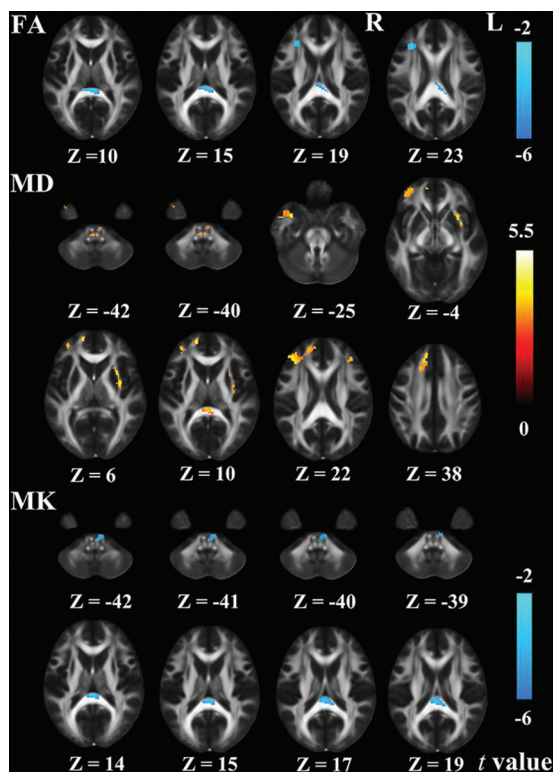 FA R L -2
-6
Z =10 Z = 15 Z = 19 Z = 23
MD
5.5
Z = -42 Z = -40 Z = -25 Z = -4
0
Z = 6 Z = 10 Z = 22 Z = 38
MK
Z = -42 Z = -41 Z = -40 Z = -39
-2
-6
Z = 14 Z = 15 Z = 17 Z = 19 t value